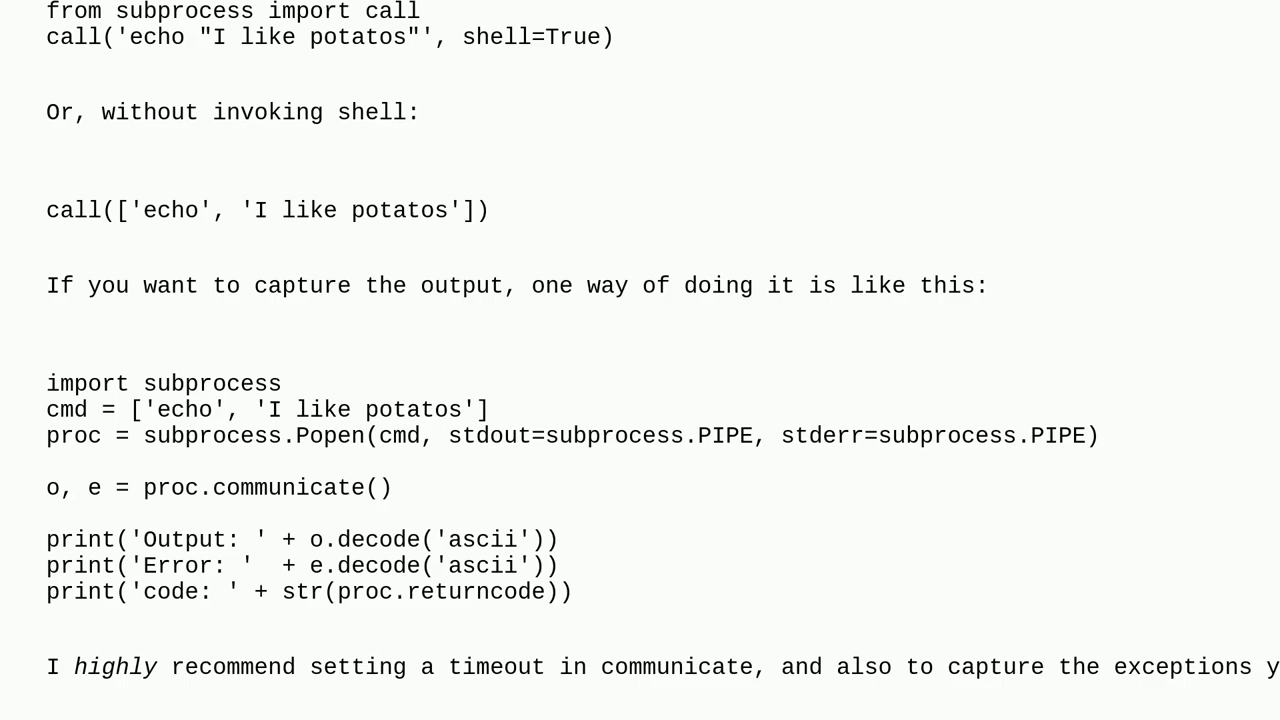 from subprocess import call
call('echo "I like potatos"', shell=True)
Or, without invoking shell:
call(['echo', 'I like potatos'])
If you want to capture the output, one way of doing it is like this:
import subprocess
cmd = ['echo', 'I like potatos']
proc = subprocess.Popen(cmd, stdout=subprocess.PIPE, stderr=subprocess.PIPE)
o, e = proc.communicate()
print('Output: ' + o.decode('ascii'))
print('Error: '  + e.decode('ascii'))
print('code: ' + str(proc.returncode))
I highly recommend setting a timeout in communicate, and also to capture the exceptions